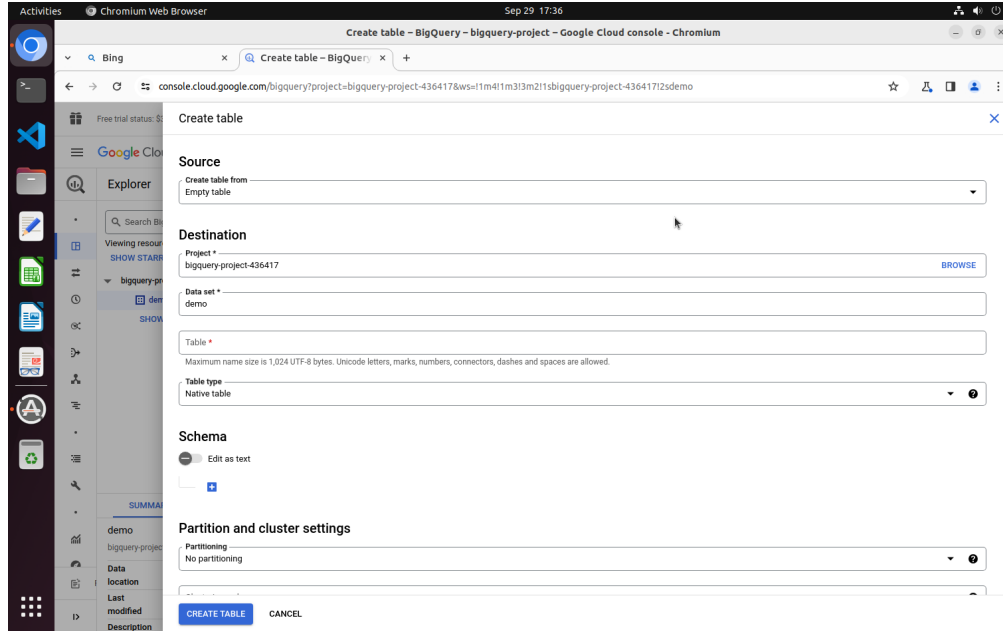 Activities
Chromium Web Browser
Sep 29 17:36
Create table – BigQuery – bigquery-project – Google Cloud console - Chromium
Bing
Create table – BigQuery
console.cloud.google.com/bigquery?project=bigquery-project-436417&ws=!1m4!1m3!3m2!1sbigquery-project-436417!2sdemo
Free trial status: $
Google Clo
Explorer
Search Bi
Viewing resour
SHOW STARR
bigquery-pr
dem
SHOW
SUMMA
demo
bigquery-projec
Data
location
Last
modified
Description
Create table
Source
Create table from
Empty table
Destination
Project *
bigquery-project-436417
BROWSE
Data set *
demo
Table *
Maximum name size is 1,024 UTF-8 bytes. Unicode letters, marks, numbers, connectors, dashes and spaces are allowed.
Table type
Native table
Schema
Edit as text
Partition and cluster settings
Partitioning
No partitioning
CREATE TABLE
CANCEL